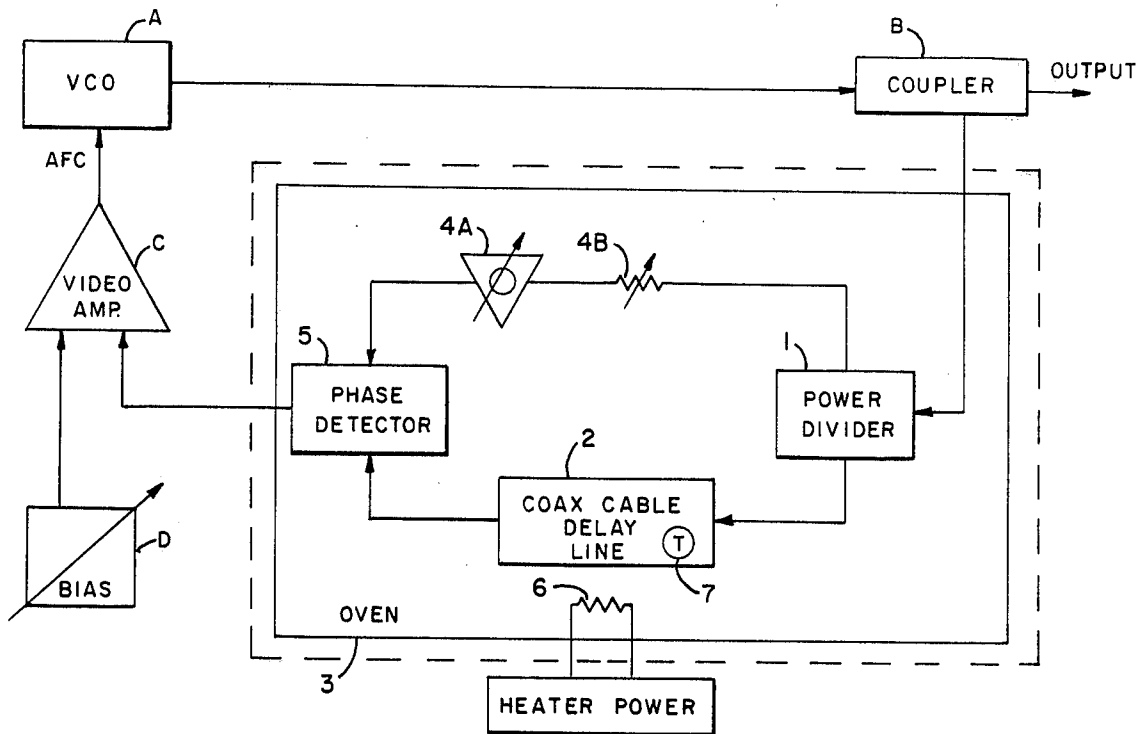 A
VCO
B
COUPLER
OUTPUT
AFC
C
VIDEO
AMP.
4A
4B
5
PHASE
DETECTOR
1
POWER
DIVIDER
2
COAX CABLE
DELAY
LINE
T
7
D
BIAS
6
OVEN
3
HEATER POWER